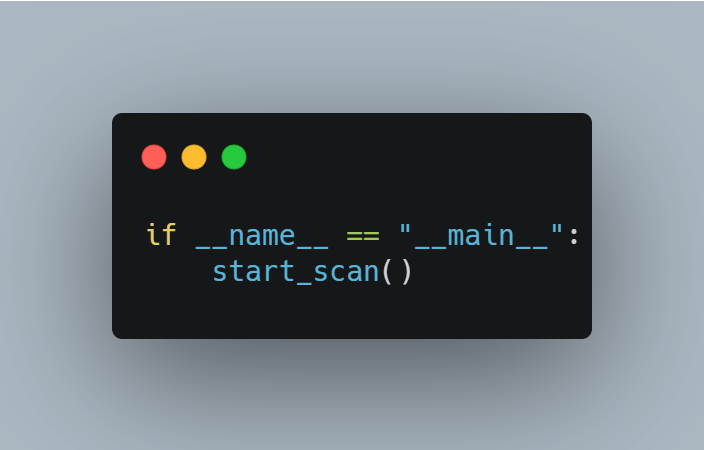 if __name__ == "__main__":
    start_scan()